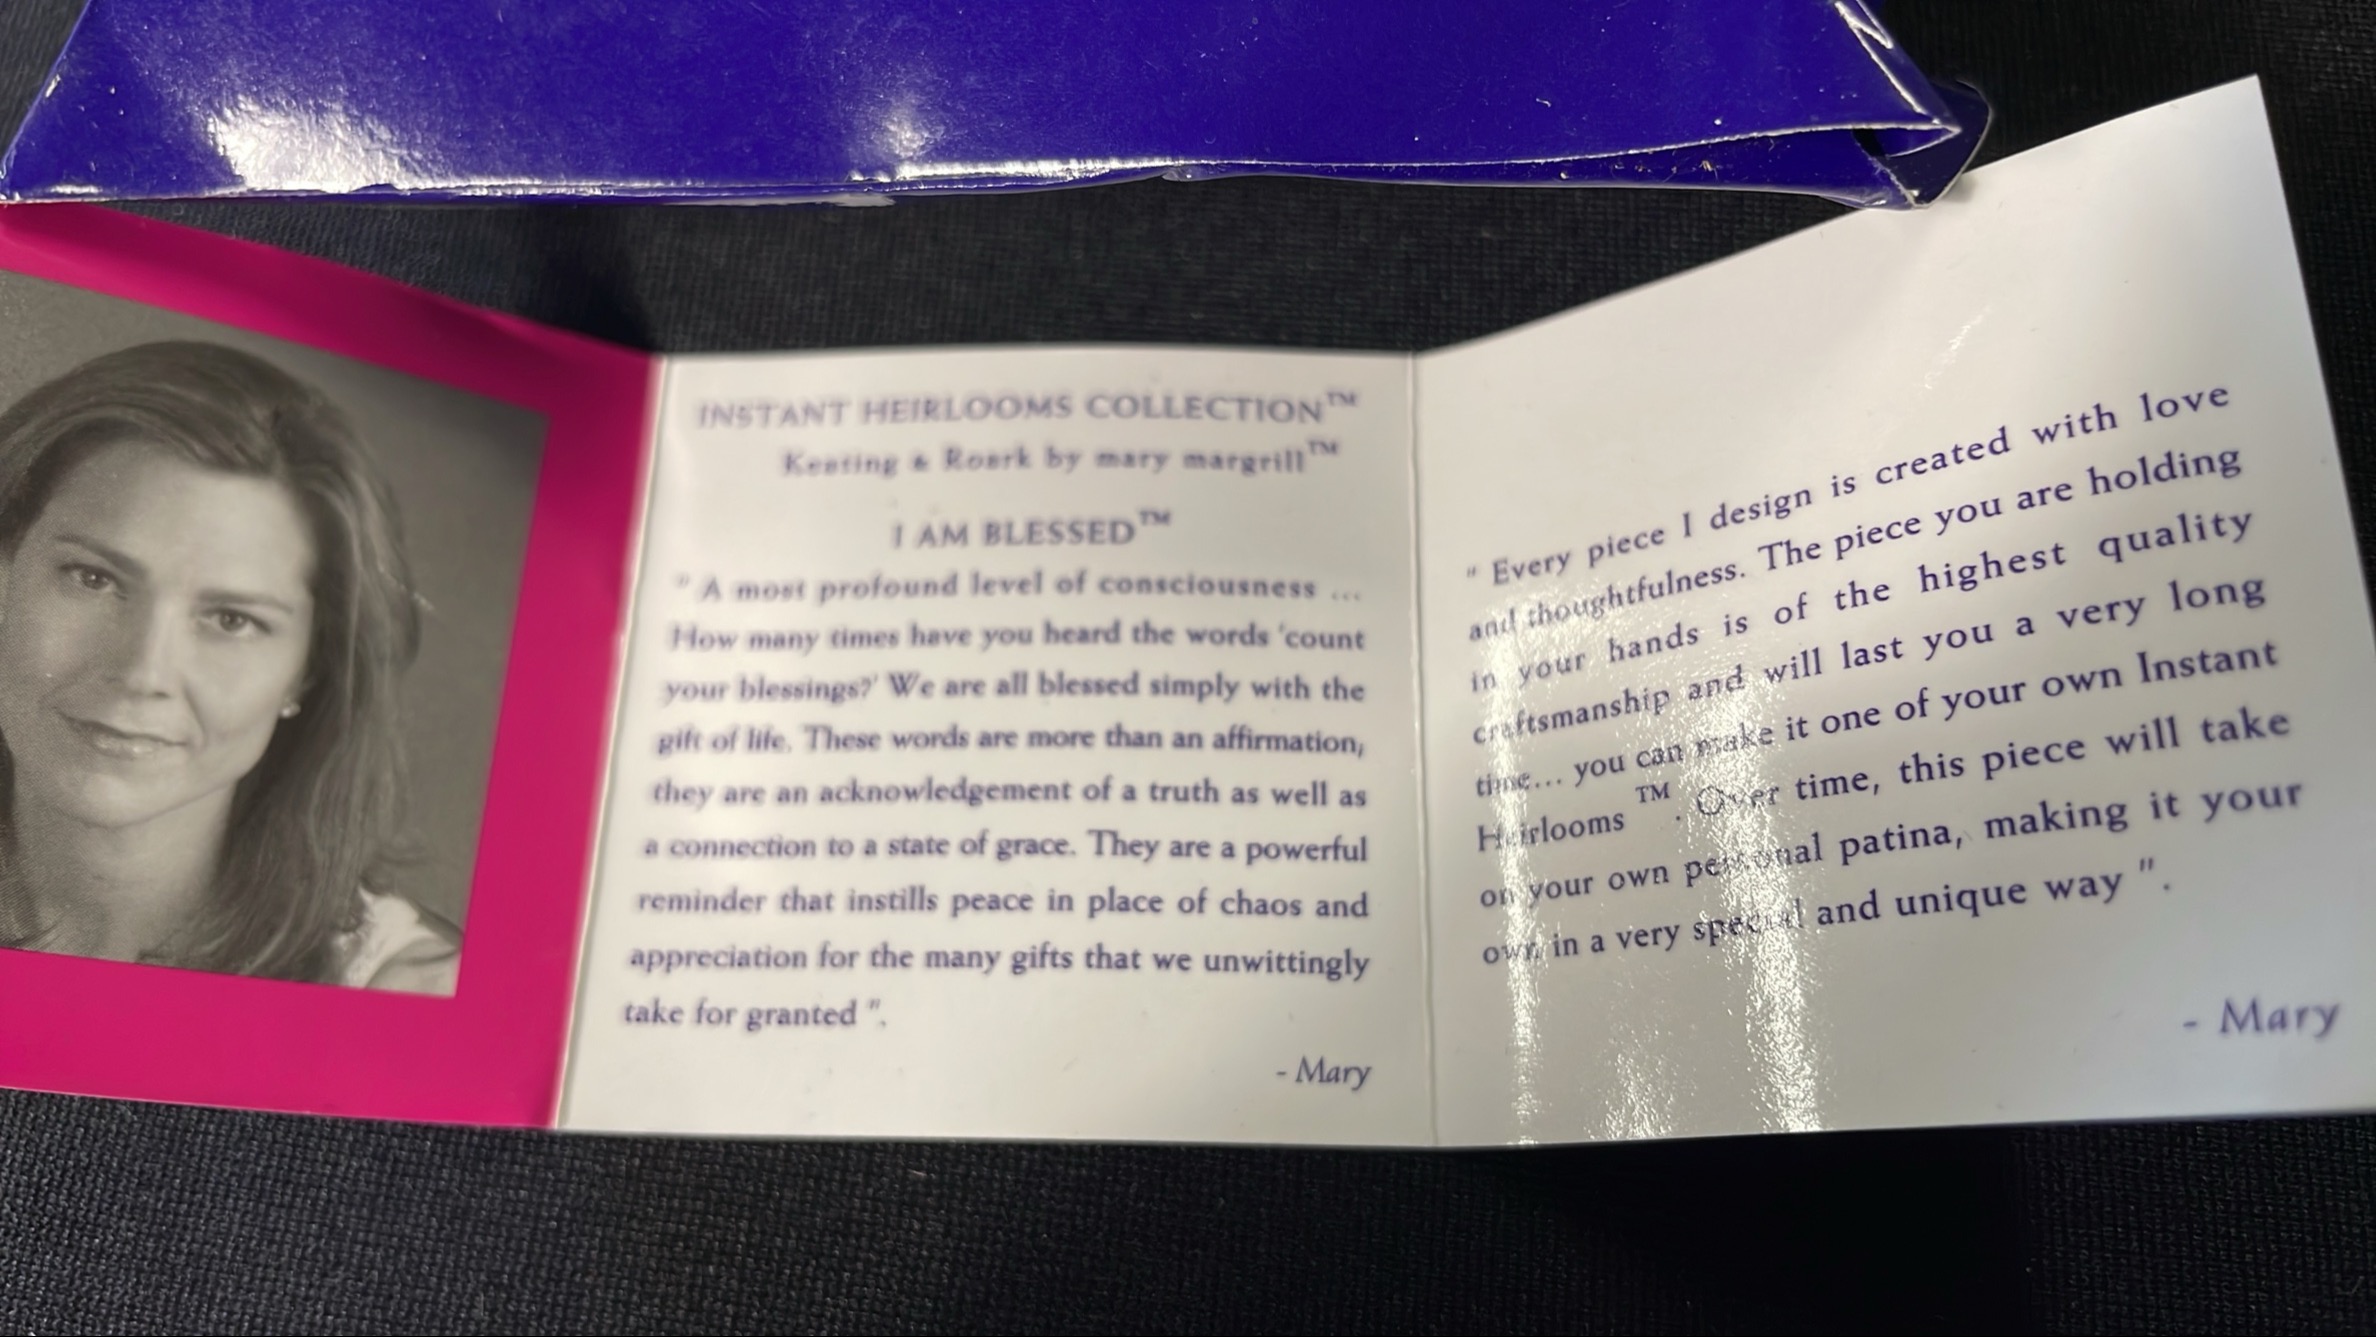 INSTANT HEIRLOOMS COLLECTION™
Keating & Roark by mary margrill™
I AM BLESSED™
" A most profound level of consciousness ...
How many times have you heard the words 'count
your blessings?' We are all blessed simply with the
gift of life. These words are more than an affirmation,
they are an acknowledgement of a truth as well as
a connection to a state of grace. They are a powerful
reminder that instills peace in place of chaos and
appreciation for the many gifts that we unwittingly
take for granted ".
- Mary
" Every piece I design is created with love
and thoughtfulness. The piece you are holding
in your hands is of the highest quality
craftsmanship and will last you a very long
time... you can make it one of your own Instant
Heirlooms ™. Over time, this piece will take
on your own personal patina, making it your
own in a very special and unique way ".
- Mary